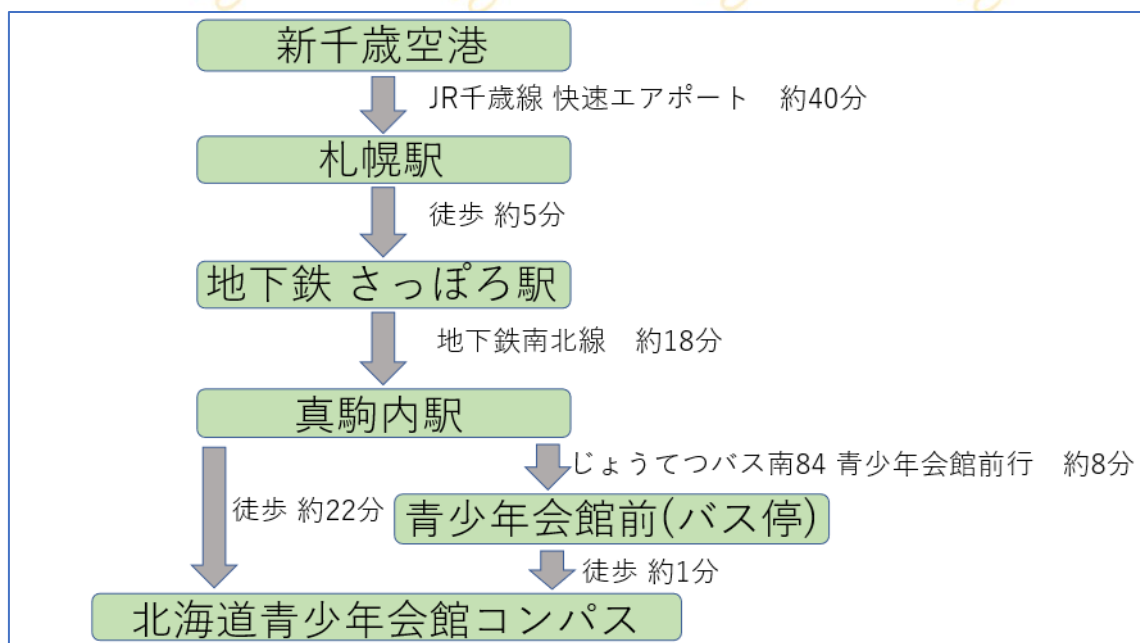 新千歳空港
JR千歳線 快速エアポート　約40分
札幌駅
徒歩 約5分
地下鉄 さっぽろ駅
地下鉄南北線　約18分
真駒内駅
じょうてつバス南84 青少年会館前行　約8分
徒歩 約22分
青少年会館前(バス停)
徒歩 約1分
北海道青少年会館コンパス